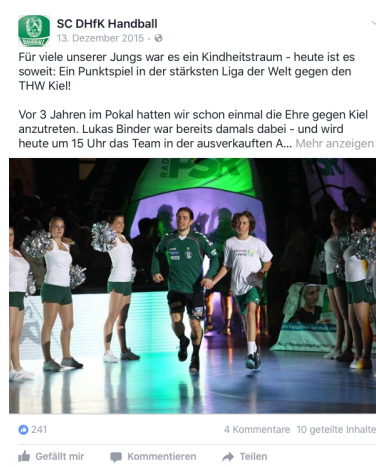 SC DHfK Handball
13. Dezember 2015 ·
Für viele unserer Jungs war es ein Kindheitstraum - heute ist es
soweit: Ein Punktspiel in der stärksten Liga der Welt gegen den
THW Kiel!
Vor 3 Jahren im Pokal hatten wir schon einmal die Ehre gegen Kiel
anzutreten. Lukas Binder war bereits damals dabei - und wird
heute um 15 Uhr das Team in der ausverkauften A... Mehr anzeigen
241
4 Kommentare 10 geteilte Inhalte
Gefällt mir Kommentieren Teilen